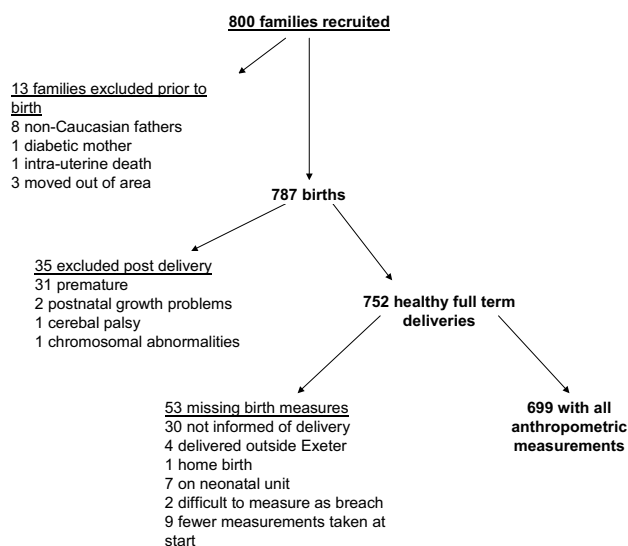 800 families recruited
13 families excluded prior to
birth
8 non-Caucasian fathers
1 diabetic mother
1 intra-uterine death
3 moved out of area
787 births
35 excluded post delivery
31 premature
2 postnatal growth problems
1 cerebal palsy
1 chromosomal abnormalities
752 healthy full term
deliveries
53 missing birth measures
30 not informed of delivery
4 delivered outside Exeter
1 home birth
7 on neonatal unit
2 difficult to measure as breach
9 fewer measurements taken at
start
699 with all
anthropometric
measurements